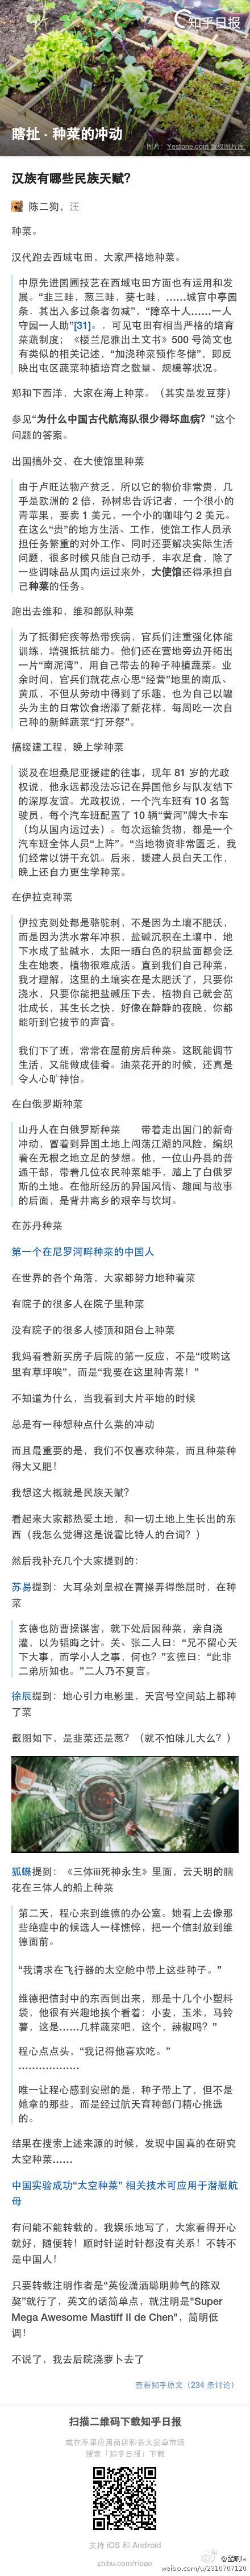 知乎日报
瞎扯 · 种菜的冲动
图片：Yestone.com 版权图片库
汉族有哪些民族天赋？
陈二狗，汪
种菜。
汉代跑去西域屯田，大家严格地种菜。
中原先进园圃技艺在西域屯田方面也有运用和发
展。“韭三畦，葱三畦，葵七畦，……城官中亭园
条．其出入多过条者勿减”，“障卒十人……一人
守园一人助”[31]。．可见屯田有相当严格的培育
菜蔬制度；《楼兰尼雅出土文书》500 号简文也
有类似的相关记述，“加浇种菜预作冬储”，即反
映出屯区蔬菜种植培育之数量、规模等状况。
郑和下西洋，大家在海上种菜。（其实是发豆芽）
参见“为什么中国古代航海队很少得坏血病？”这个
问题的答案。
出国搞外交，在大使馆里种菜
由于卢旺达物产贫乏，所以它的物价非常贵，几
乎是欧洲的 2 倍，孙树忠告诉记者，一个很小的
青苹果，要卖 1 美元，一个小的咖啡勺 2 美元。
在这么“贵”的地方生活、工作，使馆工作人员承
担任务繁重的对外工作、同时还要解决实际生活
问题，很多时候只能自己动手，丰衣足食，除了
一些调味品从国内运过来外，大使馆还得承担自
己种菜的任务。
跑出去维和，维和部队种菜
为了抵御疟疾等热带疾病，官兵们注重强化体能
训练，增强抵抗能力。他们还在营地旁边开拓出
一片“南泥湾”，用自己带去的种子种植蔬菜。业
余时间，官兵们就花点心思“经营”地里的南瓜、
黄瓜，不但从劳动中得到了乐趣，也为自己以罐
头为主的日常饮食增添了新花样，每周吃一次自
己种的新鲜蔬菜“打牙祭”。
搞援建工程，晚上学种菜
谈及在坦桑尼亚援建的往事，现年 81 岁的尤政
权说，他永远都没法忘记在异国他乡与队友结下
的深厚友谊。尤政权说，一个汽车班有 10 名驾
驶员，每个汽车班配置了 10 辆“黄河”牌大卡车
（均从国内运过去）。每次运输货物，都是一个
汽车班全体人员“上阵”。“当地物资非常匮乏，我
们经常以饼干充饥。后来，援建人员白天工作，
晚上还自力更生学种菜。
在伊拉克种菜
伊拉克到处都是骆驼刺，不是因为土壤不肥沃，
而是因为洪水常年冲积，盐碱沉积在土壤中，地
下水成了盐碱水，太阳一晒白色的积盐面都会泛
生在地表，植物很难成活。直到我们自己种菜，
我才理解，这里的土壤实在是太肥沃了，只要你
浇水，只要你能把盐碱压下去，植物自己就会茁
壮成长，其生长之快，好像在静静的夜晚，你都
能听到它拔节的声音。
我们下了班，常常在屋前房后种菜。这既能调节
生活，又能做成佳肴。油菜花开的时候，还真是
令人心旷神怡。
在白俄罗斯种菜
山丹人在白俄罗斯种菜　　带着走出国门的新奇
冲动，冒着到异国土地上闯荡江湖的风险，编织
着在无根之地立足的梦想。他，一位山丹县的普
通干部，带着几位农民种菜能手，踏上了白俄罗
斯的土地。在他所经历的异国风情、趣闻与故事
的后面，是背井离乡的艰辛与坎坷。
在苏丹种菜
第一个在尼罗河畔种菜的中国人
在世界的各个角落，大家都努力地种着菜
有院子的很多人在院子里种菜
没有院子的很多人楼顶和阳台上种菜
我妈看着新买房子后院的第一反应，不是“哎哟这
里有草坪唉”，而是“我要在这里种青菜！”
不知道为什么，当我看到大片平地的时候
总是有一种想种点什么菜的冲动
而且最重要的是，我们不仅喜欢种菜，而且种菜种
得大又肥！
我想这大概就是民族天赋？
看起来大家都热爱土地，和一切土地上生长出的东
西（我怎么觉得这是说霍比特人的台词？）
然后我补充几个大家提到的：
苏昜提到：大耳朵刘皇叔在曹操弄得憋屈时，在种
菜
玄德也防曹操谋害，就下处后园种菜，亲自浇
灌，以为韬晦之计。关、张二人曰：“兄不留心天
下大事，而学小人之事，何也？”玄德曰：“此非
二弟所知也。”二人乃不复言。
徐辰提到：地心引力电影里，天宫号空间站上都种
了菜
截图如下，是韭菜还是葱？（就不怕味儿大么？）
狐蝶提到：《三体iii死神永生》里面，云天明的脑
花在三体人的船上种菜
第二天，程心来到维德的办公室。她看上去像那
些绝症中的候选人一样憔悴，把一个信封放到维
德面前。
“我请求在飞行器的太空舱中带上这些种子。”
维德把信封中的东西倒出来，那是十几个小塑料
袋，他很有兴趣地挨个看着：小麦，玉米，马铃
薯，这是……几样蔬菜吧，这个，辣椒吗？”
程心点点头，“我记得他喜欢吃。”
………………
唯一让程心感到安慰的是，种子带上了，但不是
她拿的那些，而是经过航天育种部门精心挑选
的。
结果在搜索上述来源的时候，发现中国真的在研究
太空种菜……
中国实验成功“太空种菜” 相关技术可应用于潜艇航
母
有问能不能转载的，我娱乐地写了，大家看得开心
就好，随便转！顺时针逆时针都没有关系！不转不
是中国人！
只要转载注明作者是“英俊潇洒聪明帅气的陈双
葵”就行了，英文的话简单点，就注明是"Super
Mega Awesome Mastiff II de Chen"，简明低
调！
不说了，我去后院浇萝卜去了
查看知乎原文（234 条讨论）
扫描二维码下载知乎日报
或在苹果应用商店和各大安卓市场
搜索「知乎日报」下载
支持 iOS 和 Android
zhihu.com/ribao
weibo.com/u/2310707120